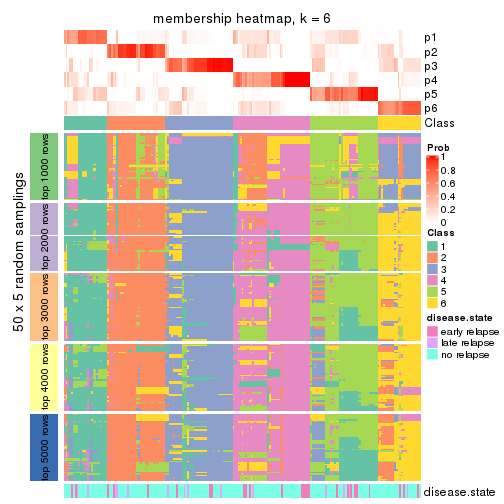 membership heatmap, k = 6
p1
p2
p3
p4
p5
p6
Class
50 x 5 random samplings
top 1000 rows
top 2000 rows
top 3000 rows
top 4000 rows
top 5000 rows
Prob
1
0.8
0.6
0.4
0.2
0
Class
1
2
3
4
5
6
disease.state
early relapse
late relapse
no relapse
disease.state